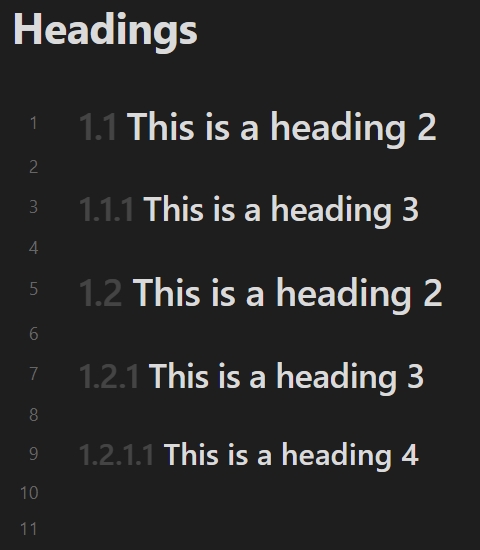 Headings
1 1.1 This is a heading 2
2
3 1.1.1 This is a heading 3
4
5 1.2 This is a heading 2
6
7 1.2.1 This is a heading 3
8
9 1.2.1.1 This is a heading 4
10
11